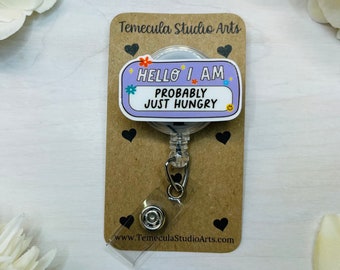 Temecula Studio Arts
HELLO I AM
PROBABLY
JUST HUNGRY
www.TemeculaStudioArts.com